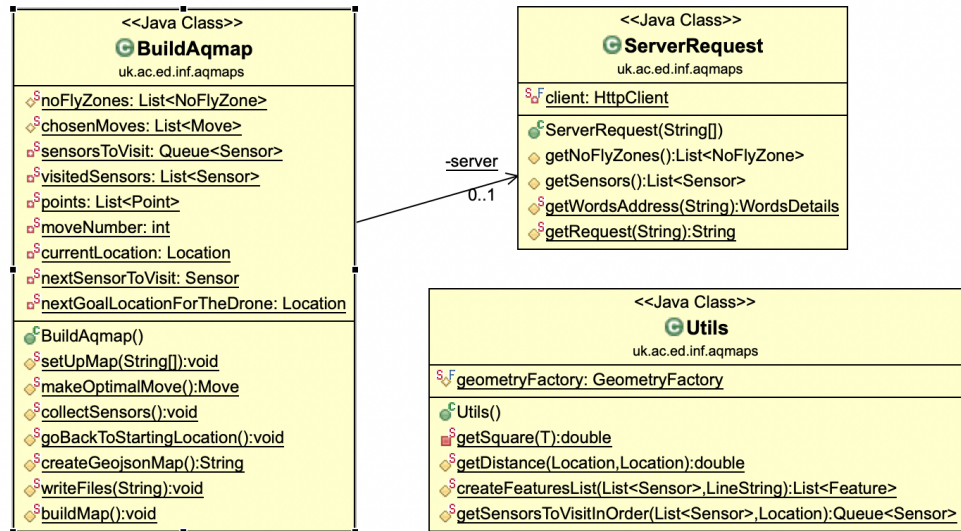 <<Java Class>>
C BuildAqmap
uk.ac.ed.inf.aqmaps
S noFlyZones: List<NoFlyZone>
S chosenMoves: List<Move>
S sensorsToVisit: Queue<Sensor>
S visitedSensors: List<Sensor>
S points: List<Point>
S moveNumber: int
S currentLocation: Location
S nextSensorToVisit: Sensor
S nextGoalLocationForTheDrone: Location
C BuildAqmap()
S setUpMap(String[]):void
S makeOptimalMove():Move
S collectSensors():void
S goBackToStartingLocation():void
S createGeojsonMap():String
S writeFiles(String):void
S buildMap():void
-server
0..1
<<Java Class>>
C ServerRequest
uk.ac.ed.inf.aqmaps
S F client: HttpClient
C ServerRequest(String[])
getNoFlyZones():List<NoFlyZone>
getSensors():List<Sensor>
S getWordsAddress(String):WordsDetails
S getRequest(String):String
<<Java Class>>
C Utils
uk.ac.ed.inf.aqmaps
S F geometryFactory: GeometryFactory
C Utils()
S getSquare(T):double
S getDistance(Location,Location):double
S createFeaturesList(List<Sensor>,LineString):List<Feature>
S getSensorsToVisitInOrder(List<Sensor>,Location):Queue<Sensor>